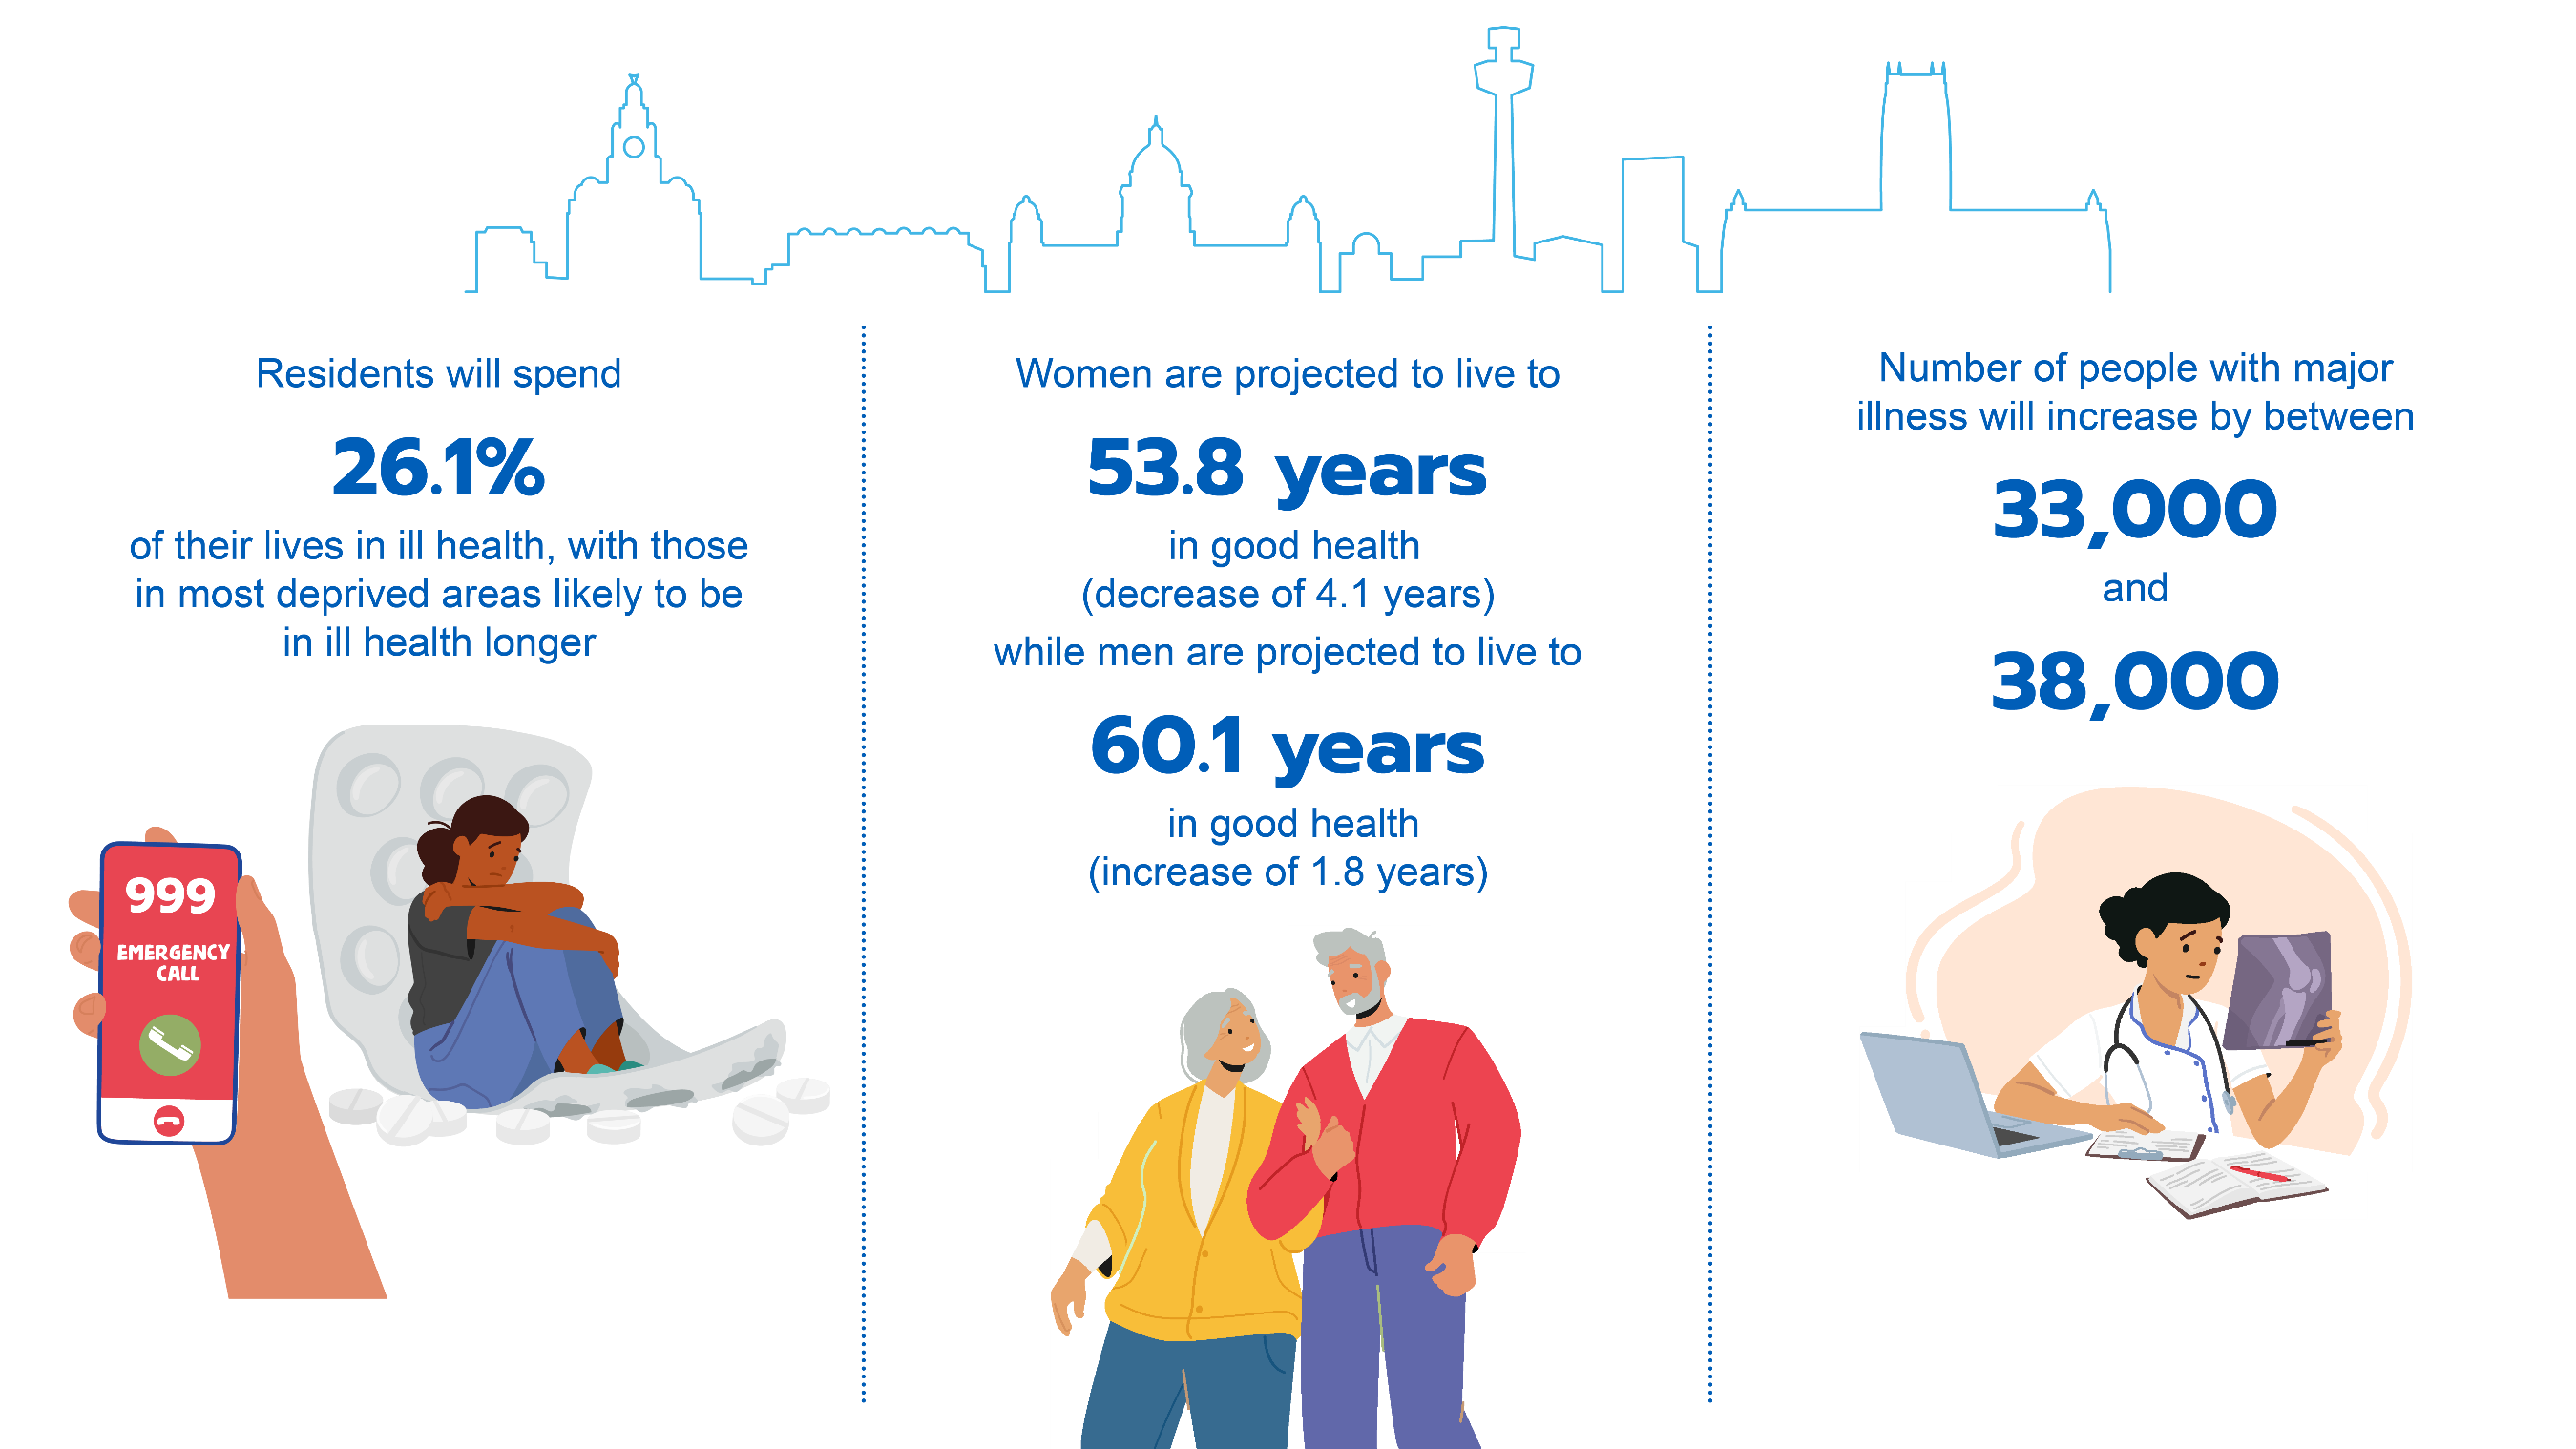 Residents will spend
26.1%
of their lives in ill health, with those
in most deprived areas likely to be
in ill health longer
999
EMERGENCY
CALL
Women are projected to live to
53.8 years
in good health
(decrease of 4.1 years)
while men are projected to live to
60.1 years
in good health
(increase of 1.8 years)
Number of people with major
illness will increase by between
33,000
and
38,000